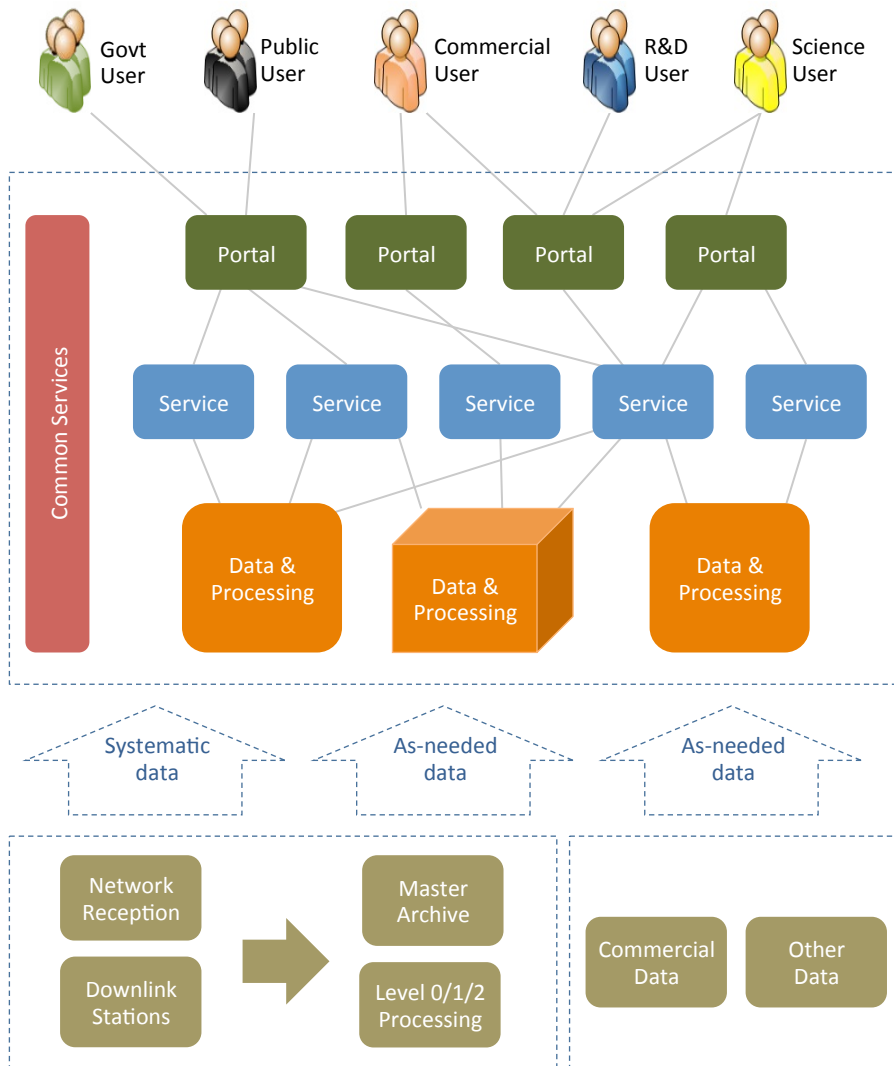 Govt
User
Public
User
Commercial
User
R&D
User
Science
User
Common Services
Portal
Portal
Portal
Portal
Service
Service
Service
Service
Service
Data &
Processing
Data &
Processing
Data &
Processing
Systematic
data
As-needed
data
As-needed
data
Network
Reception
Master
Archive
Downlink
Stations
Level 0/1/2
Processing
Commercial
Data
Other
Data